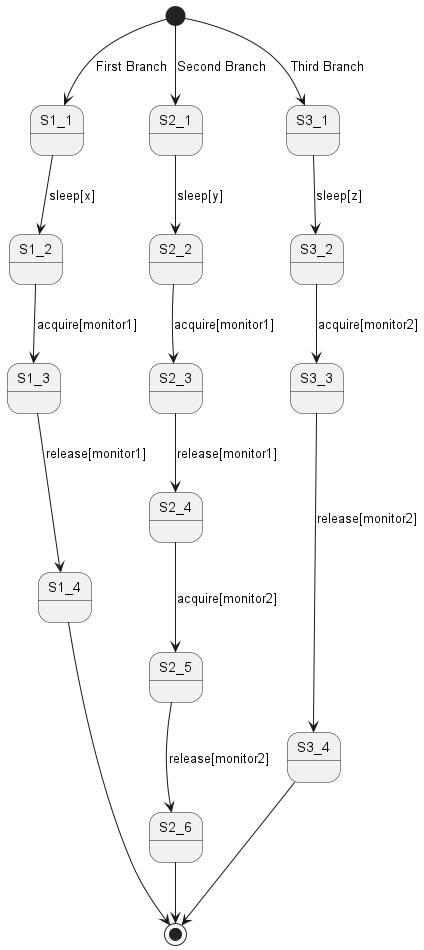 First Branch
Second Branch
Third Branch
S1_1
S2_1
S3_1
sleep[x]
sleep[y]
sleep[z]
S1_2
S2_2
S3_2
acquire[monitor1]
acquire[monitor1]
acquire[monitor2]
S1_3
S2_3
S3_3
release[monitor1]
release[monitor1]
S2_4
release[monitor2]
S1_4
acquire[monitor2]
S2_5
S3_4
release[monitor2]
S2_6